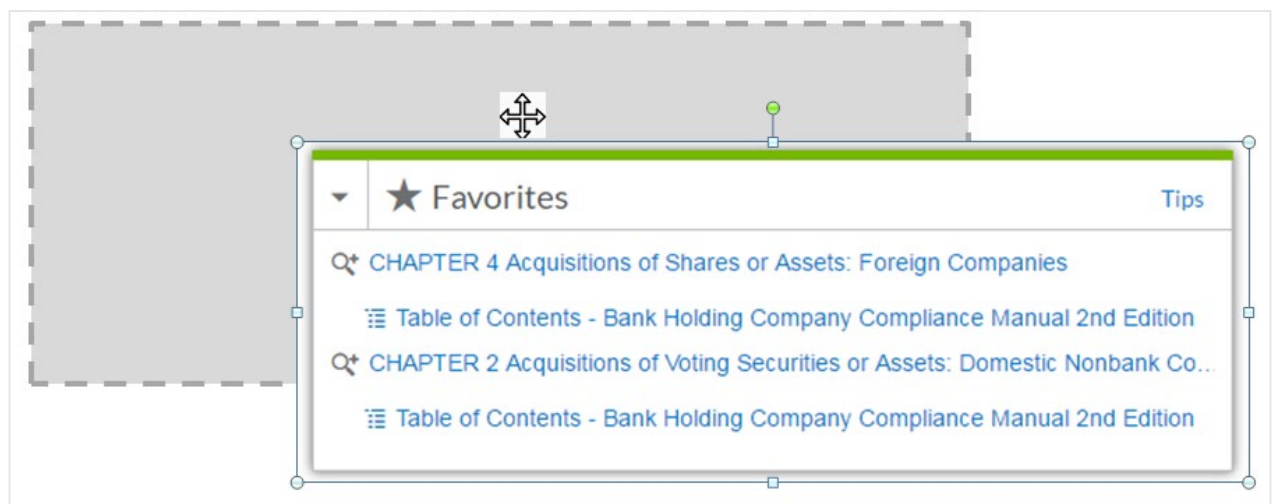 Favorites
Tips
CHAPTER 4 Acquisitions of Shares or Assets: Foreign Companies
Table of Contents - Bank Holding Company Compliance Manual 2nd Edition
CHAPTER 2 Acquisitions of Voting Securities or Assets: Domestic Nonbank Co...
Table of Contents - Bank Holding Company Compliance Manual 2nd Edition